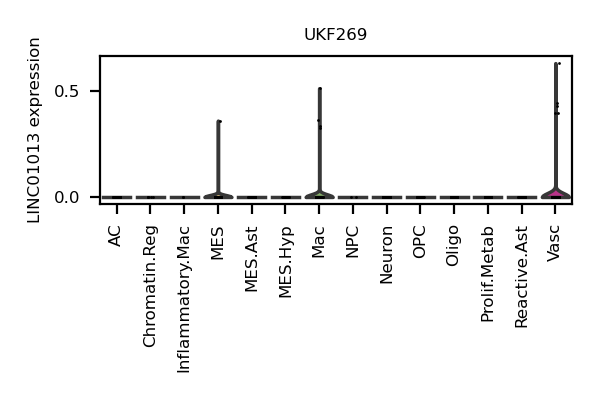 UKF269
LINC01013 expression
0.5
0.0
AC
Chromatin.Reg
Inflammatory.Mac
MES
MES.Ast
MES.Hyp
Mac
NPC
Neuron
OPC
Oligo
Prolif.Metab
Reactive.Ast
Vasc